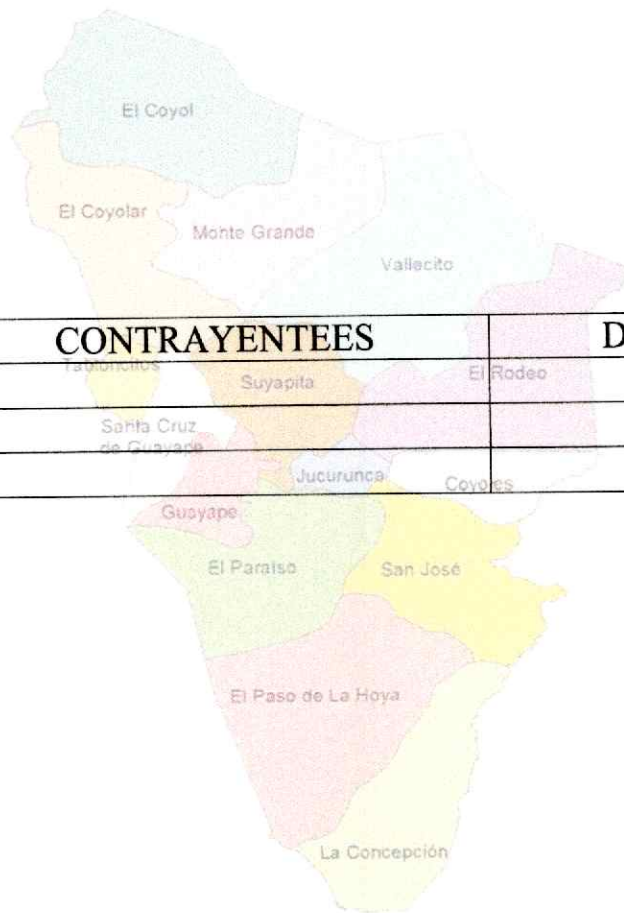 El Coyol
El Coyolar
Monte Grande
Vallecito
CONTRAYENTEES D
Tabloncitos
Suyapita
El Rodeo
Santa Cruz
de Guayape
Jucurunca
Coyoles
Guayape
El Paraiso
San José
El Paso de La Hoya
La Concepción